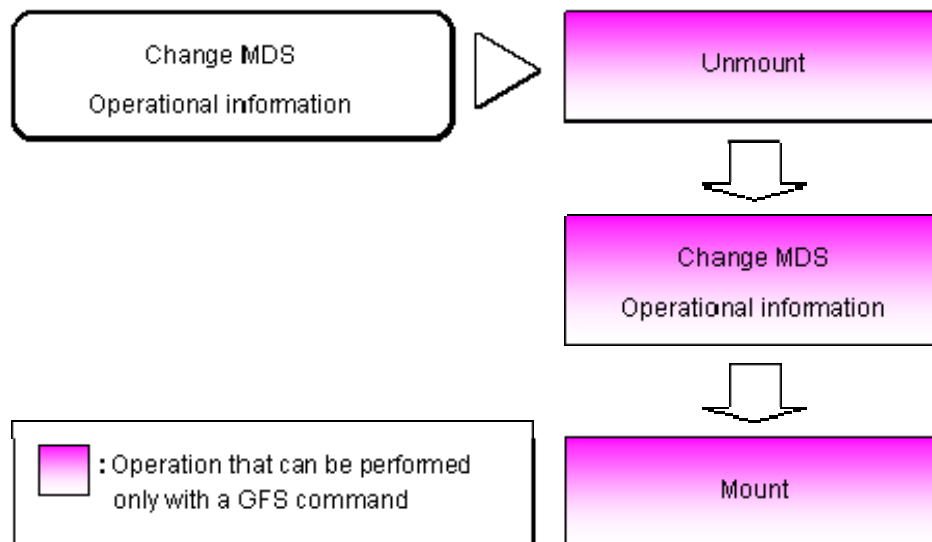 Change MDS
Operational information
Unmount
Change MDS
Operational information
Mount
: Operation that can be performed
only with a GFS command